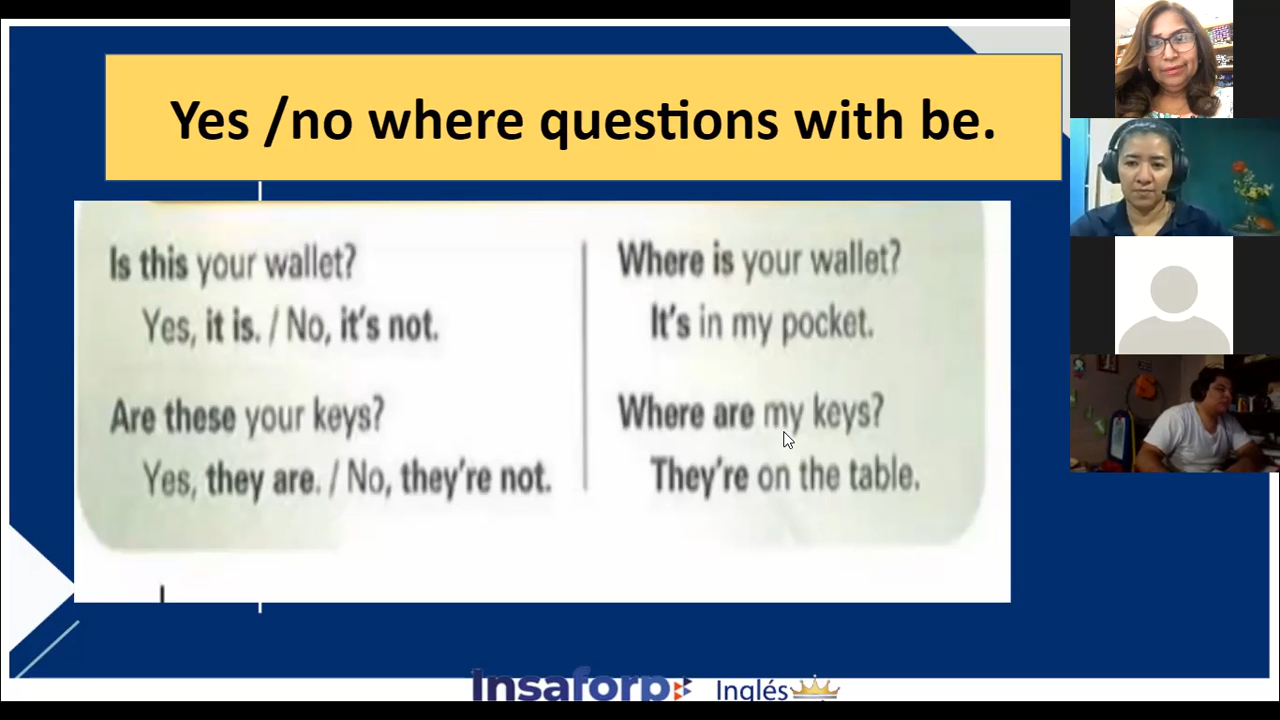 Yes /no where questions with be.
Is this your wallet?
Yes, it is. / No, it's not.
Are these your keys?
Yes, they are. / No, they're not.
Where is your wallet?
It's in my pocket.
Where are my keys?
They're on the table.
Insaforp
Inglés